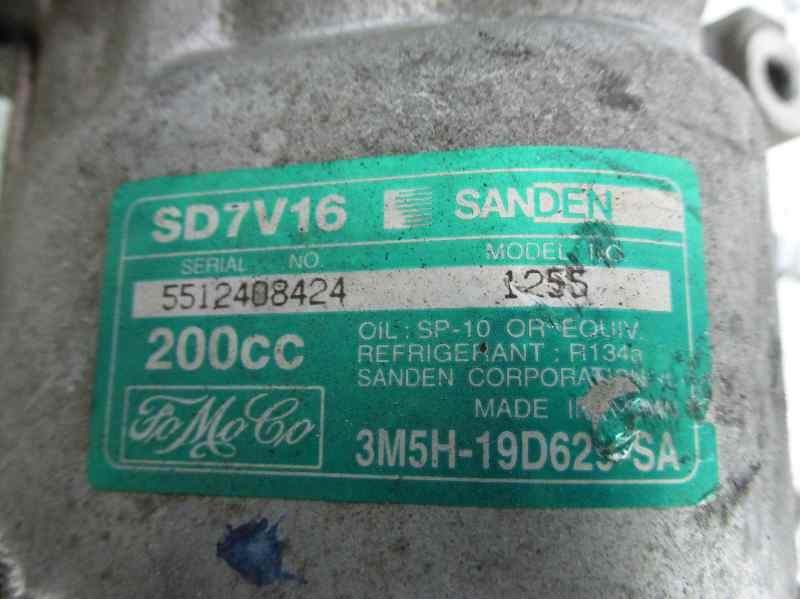 SD7V16 SANDEN
SERIAL NO. MODEL NO.
5512408424 1255
200cc
OIL : SP-10 OR EQUIV.
REFRIGERANT : R134a
SANDEN CORPORATION
MADE IN
FoMoCo
3M5H-19D629-SA